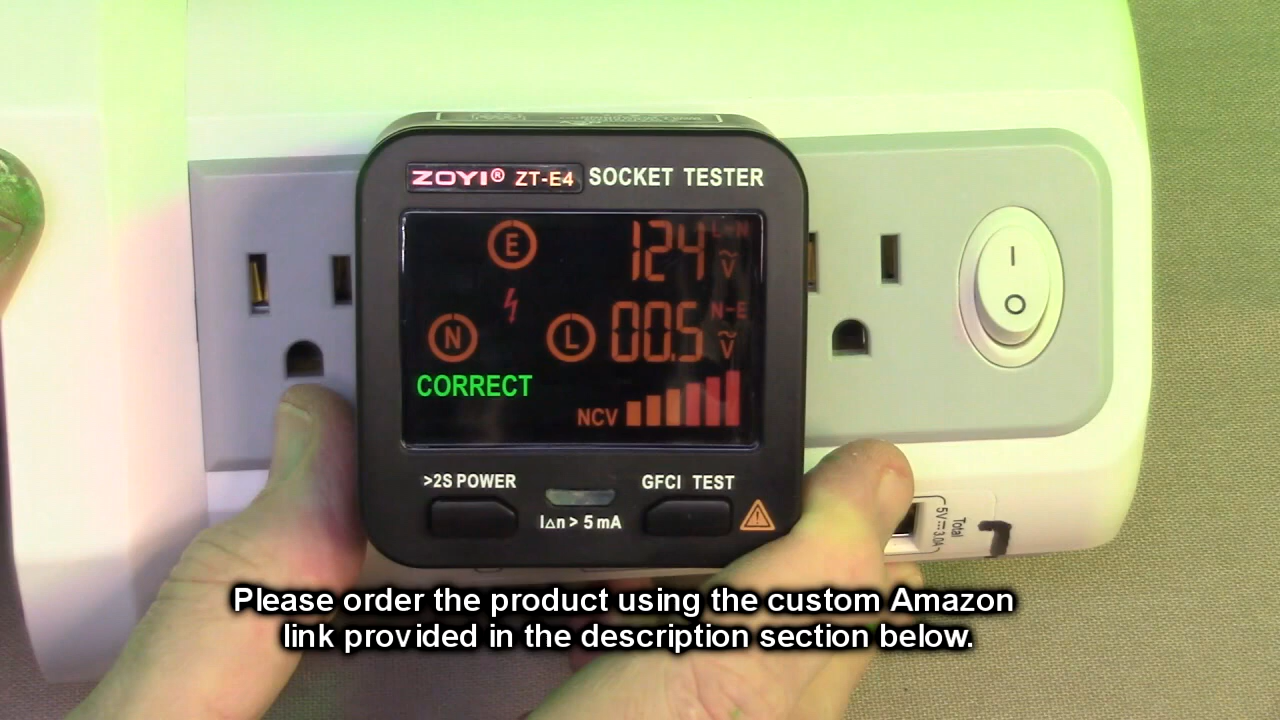 ZOYI® ZT-E4 SOCKET TESTER
E
124 L-N
V
N
L
00.5 N-E
V
CORRECT
NCV
>2S POWER
GFCI TEST
I△n > 5 mA
Total
5V⎓3.0A
Please order the product using the custom Amazon
link provided in the description section below.